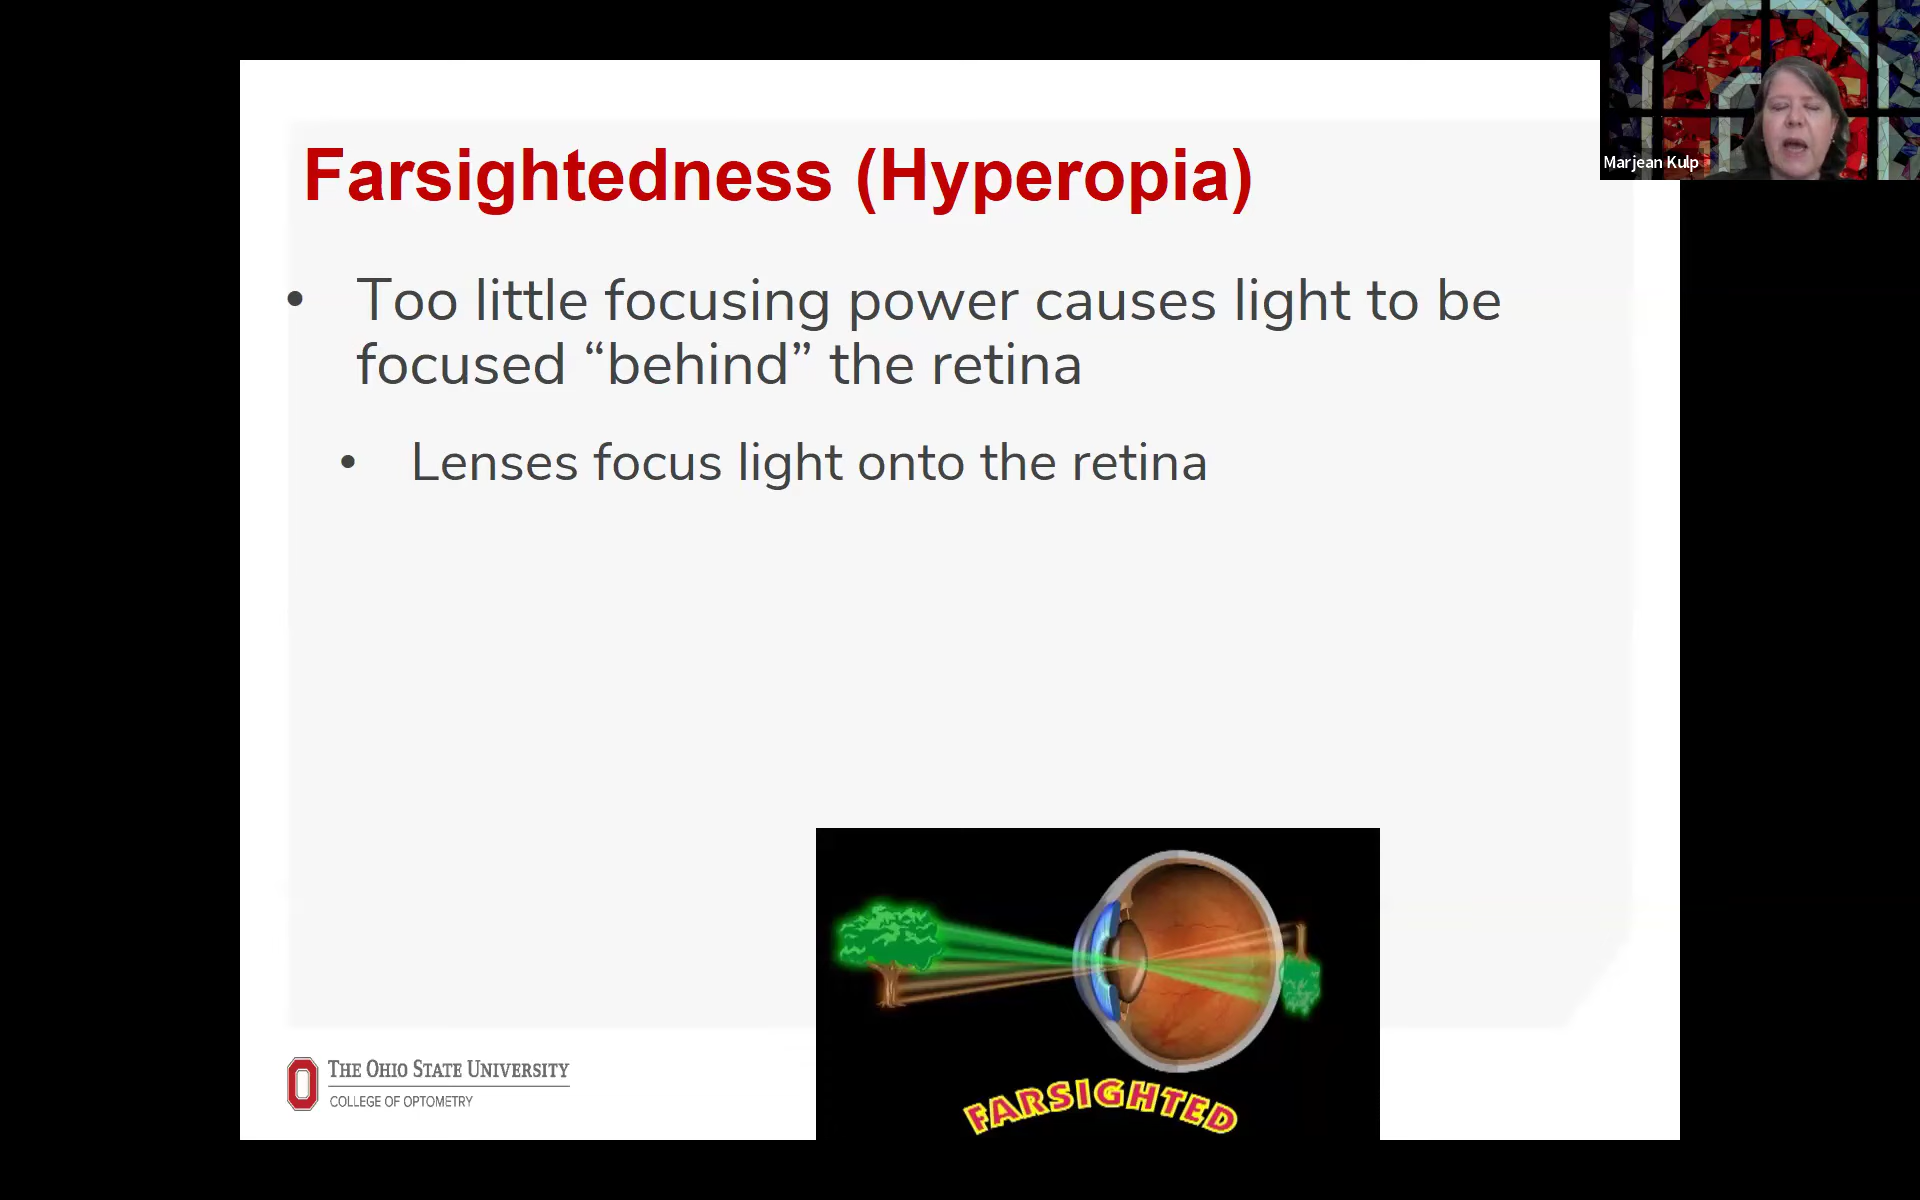 Farsightedness (Hyperopia)
Marjean Kulp
• Too little focusing power causes light to be
focused “behind” the retina
• Lenses focus light onto the retina
THE OHIO STATE UNIVERSITY
COLLEGE OF OPTOMETRY
FARSIGHTED